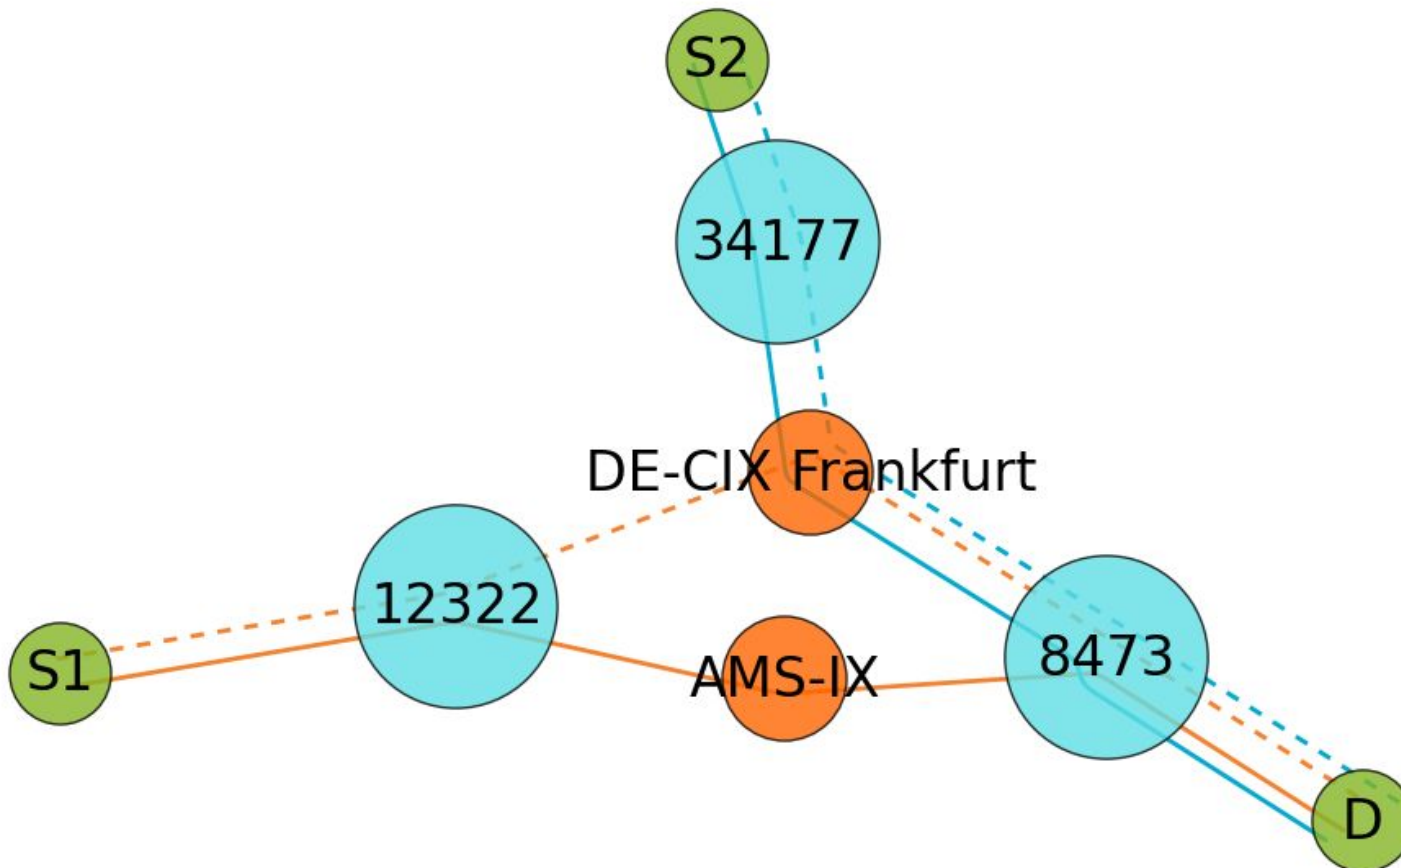 S2
34177
DE-CIX Frankfurt
12322
8473
S1
AMS-IX
D